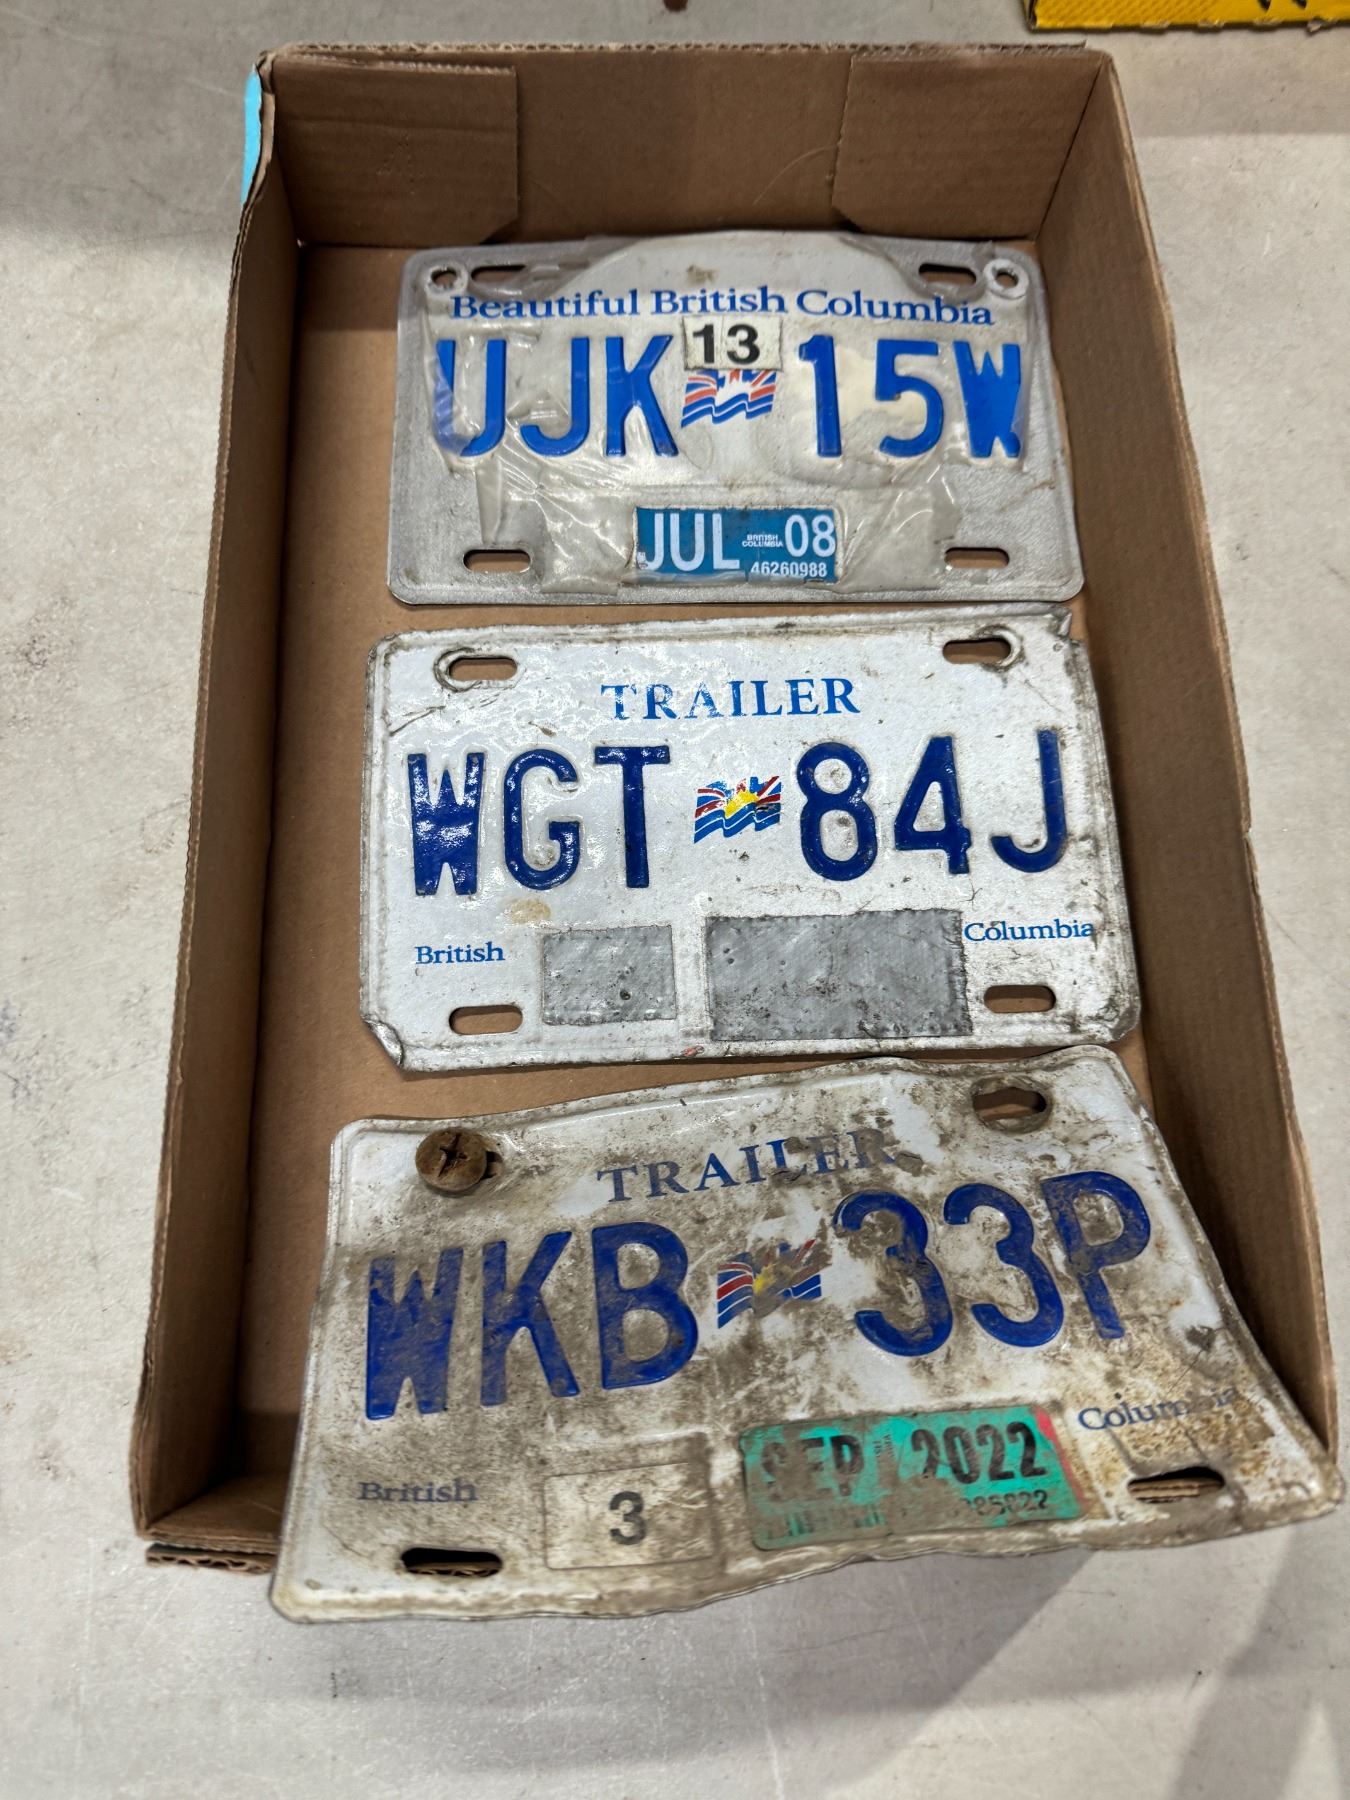 Beautiful British Columbia
UJK 13 15W
JUL BRITISH COLUMBIA 08
46260988
TRAILER
WGT 84J
British Columbia
TRAILER
WKB 33P
British Columbia
3 SEP 2022